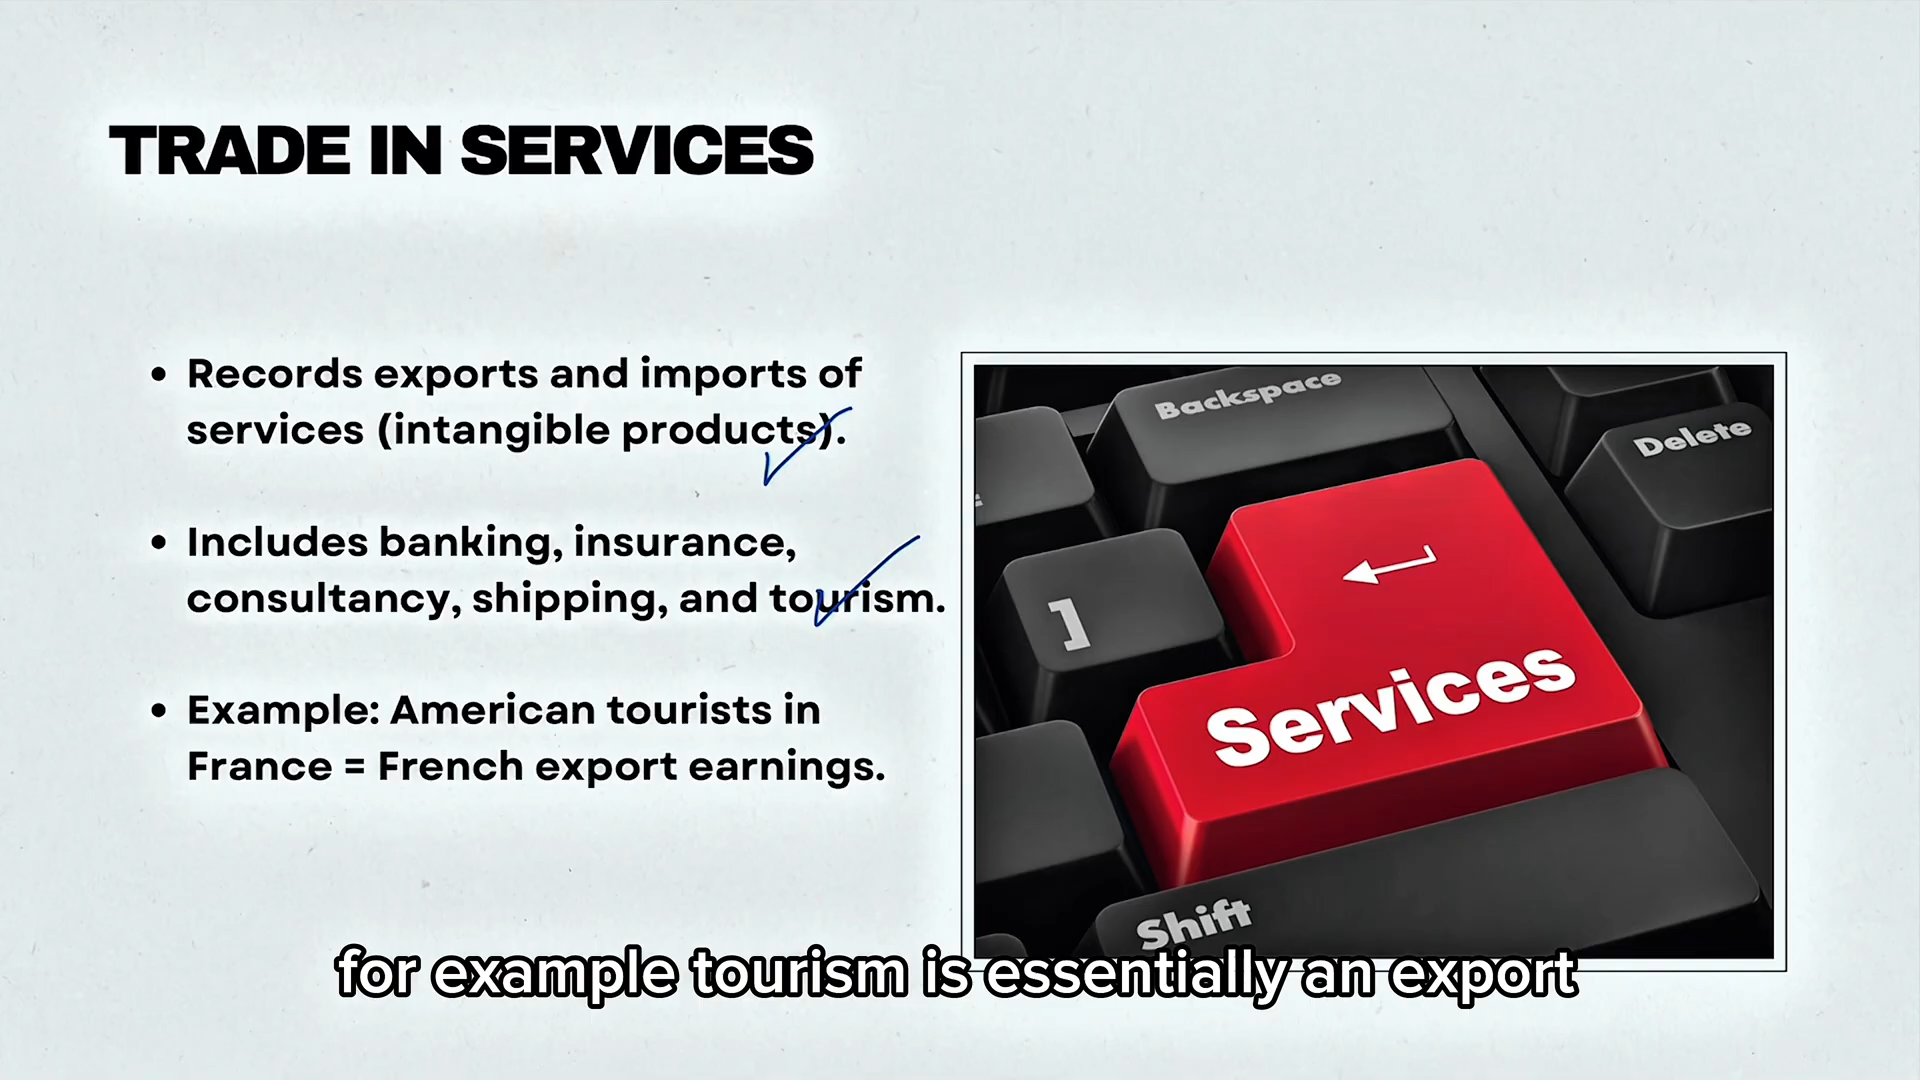 TRADE IN SERVICES
• Records exports and imports of
services (intangible products).
• Includes banking, insurance,
consultancy, shipping, and tourism.
• Example: American tourists in
France = French export earnings.
Backspace
Delete
]
Services
Shift
for example tourism is essentially an export